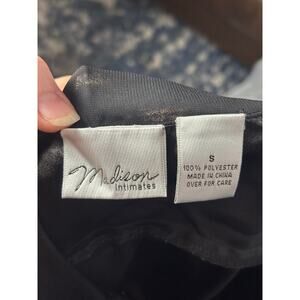 Madison
Intimates
S
100% POLYESTER
MADE IN CHINA
OVER FOR CARE